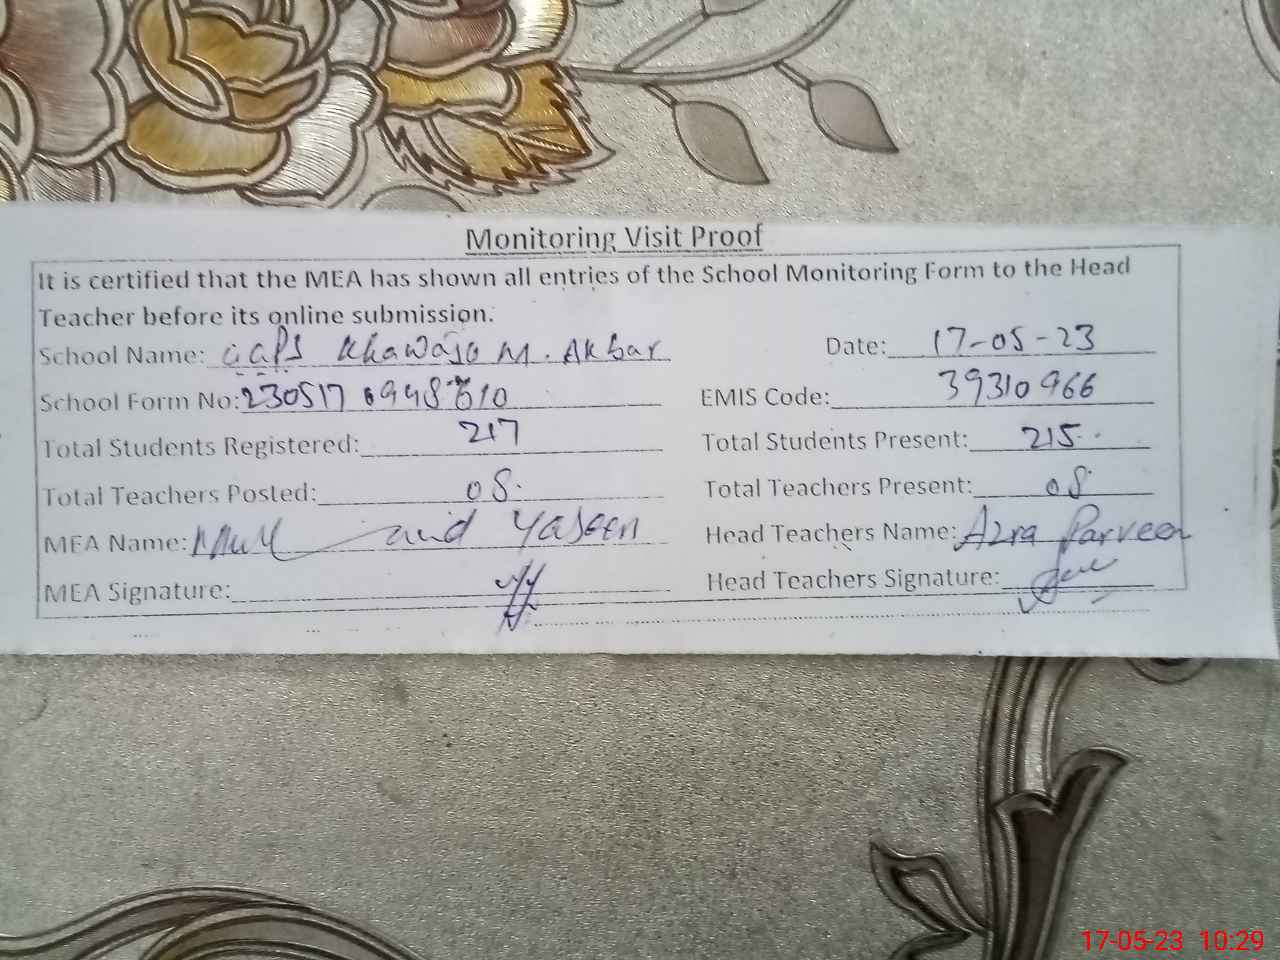 Monitoring Visit Proof
It is certified that the MEA has shown all entries of the School Monitoring Form to the Head
Teacher before its online submission.
School Name: GGPS Khawaja M. Akbar Date: 17-05-23
School Form No: EMIS Code: 39310966
Total Students Registered: 217 Total Students Present: 215
Total Teachers Posted: 08 Total Teachers Present: 08
MEA Name: Yaseen Head Teachers Name: Azra Parveen
MEA Signature: Head Teachers Signature:
17-05-23 10:29